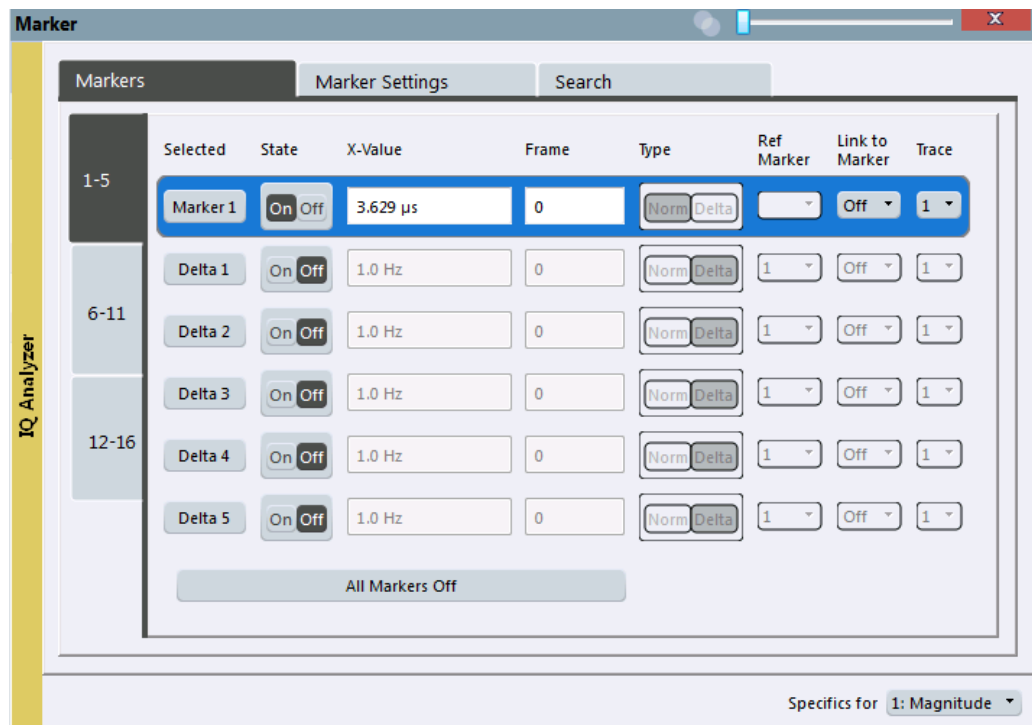 Marker
X
IQ Analyzer
Markers Marker Settings Search
1-5
6-11
12-16
Selected State X-Value Frame Type Ref Marker Link to Marker Trace
Marker 1 On Off 3.629 µs 0 Norm Delta Off 1
Delta 1 On Off 1.0 Hz 0 Norm Delta 1 Off 1
Delta 2 On Off 1.0 Hz 0 Norm Delta 1 Off 1
Delta 3 On Off 1.0 Hz 0 Norm Delta 1 Off 1
Delta 4 On Off 1.0 Hz 0 Norm Delta 1 Off 1
Delta 5 On Off 1.0 Hz 0 Norm Delta 1 Off 1
All Markers Off
Specifics for 1: Magnitude